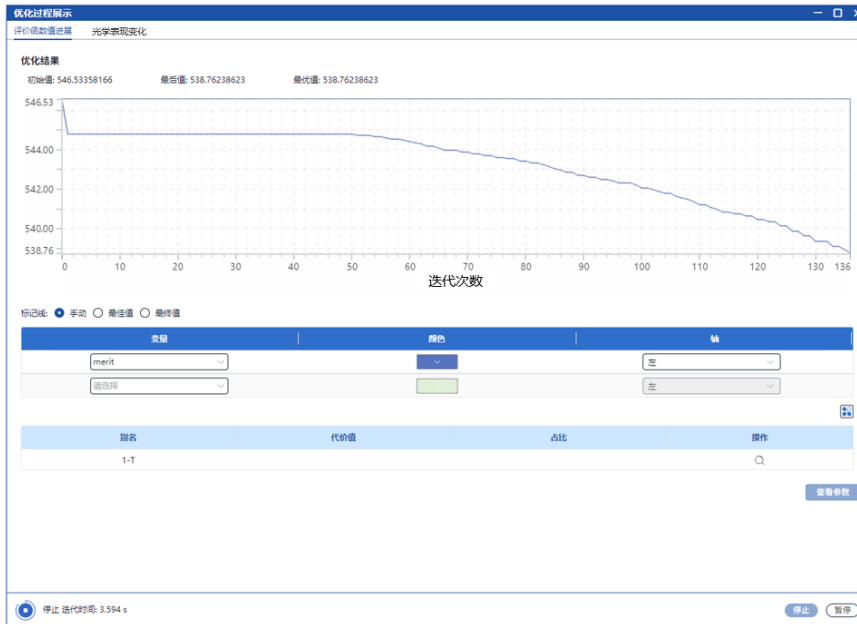 优化过程展示
评价函数值进展 光学表现变化
优化结果
初始值: 546.53358166 最后值: 538.76238623 最优值: 538.76238623
546.53
544.00
542.00
540.00
538.76
0 10 20 30 40 50 60 70 80 90 100 110 120 130 136
迭代次数
标记线: 手动 最佳值 最终值
变量 颜色 轴
merit 左
请选择 左
别名 代价值 占比 操作
1-T
查看参数
停止 迭代时间: 3.594 s 停止 暂停